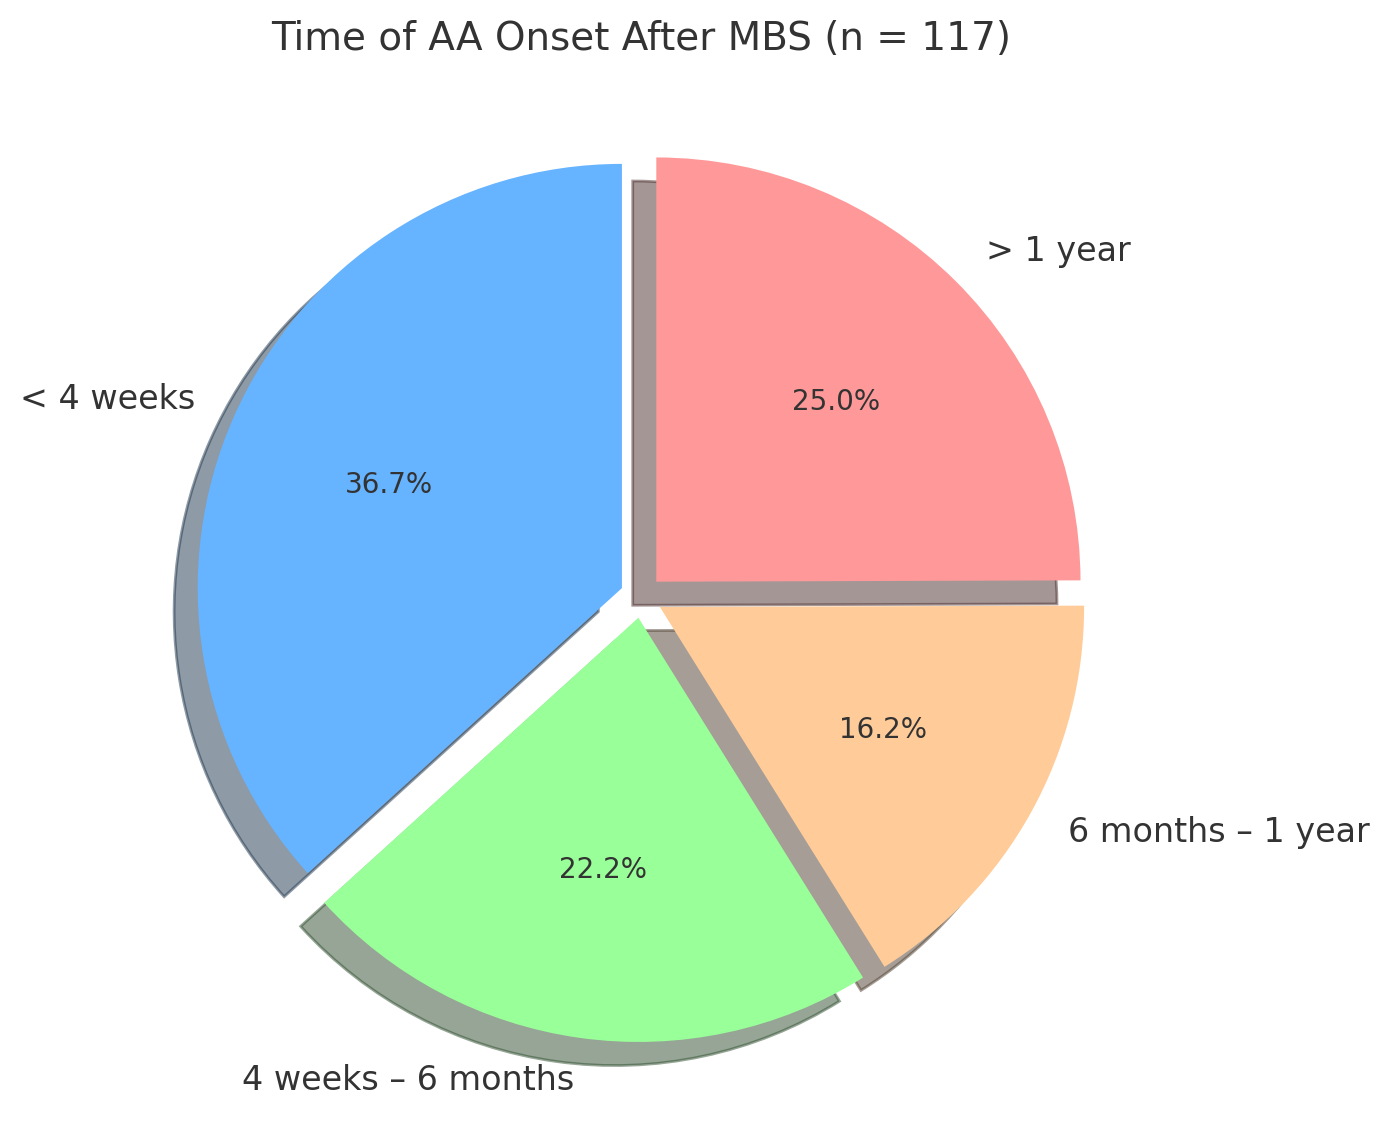 Time of AA Onset After MBS (n = 117)
> 1 year
25.0%
< 4 weeks
36.7%
16.2%
6 months – 1 year
22.2%
4 weeks – 6 months